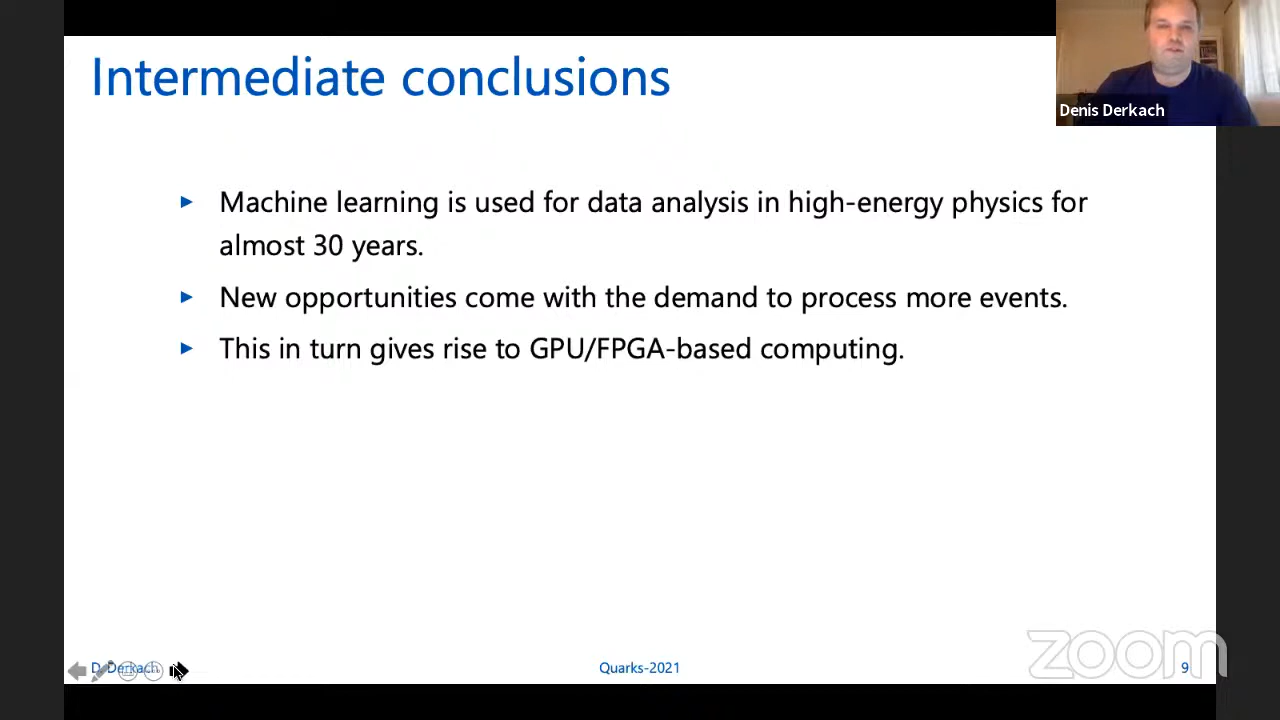 Intermediate conclusions
Denis Derkach
Machine learning is used for data analysis in high-energy physics for
almost 30 years.
New opportunities come with the demand to process more events.
This in turn gives rise to GPU/FPGA-based computing.
zoom
D. Derkach
Quarks-2021
9